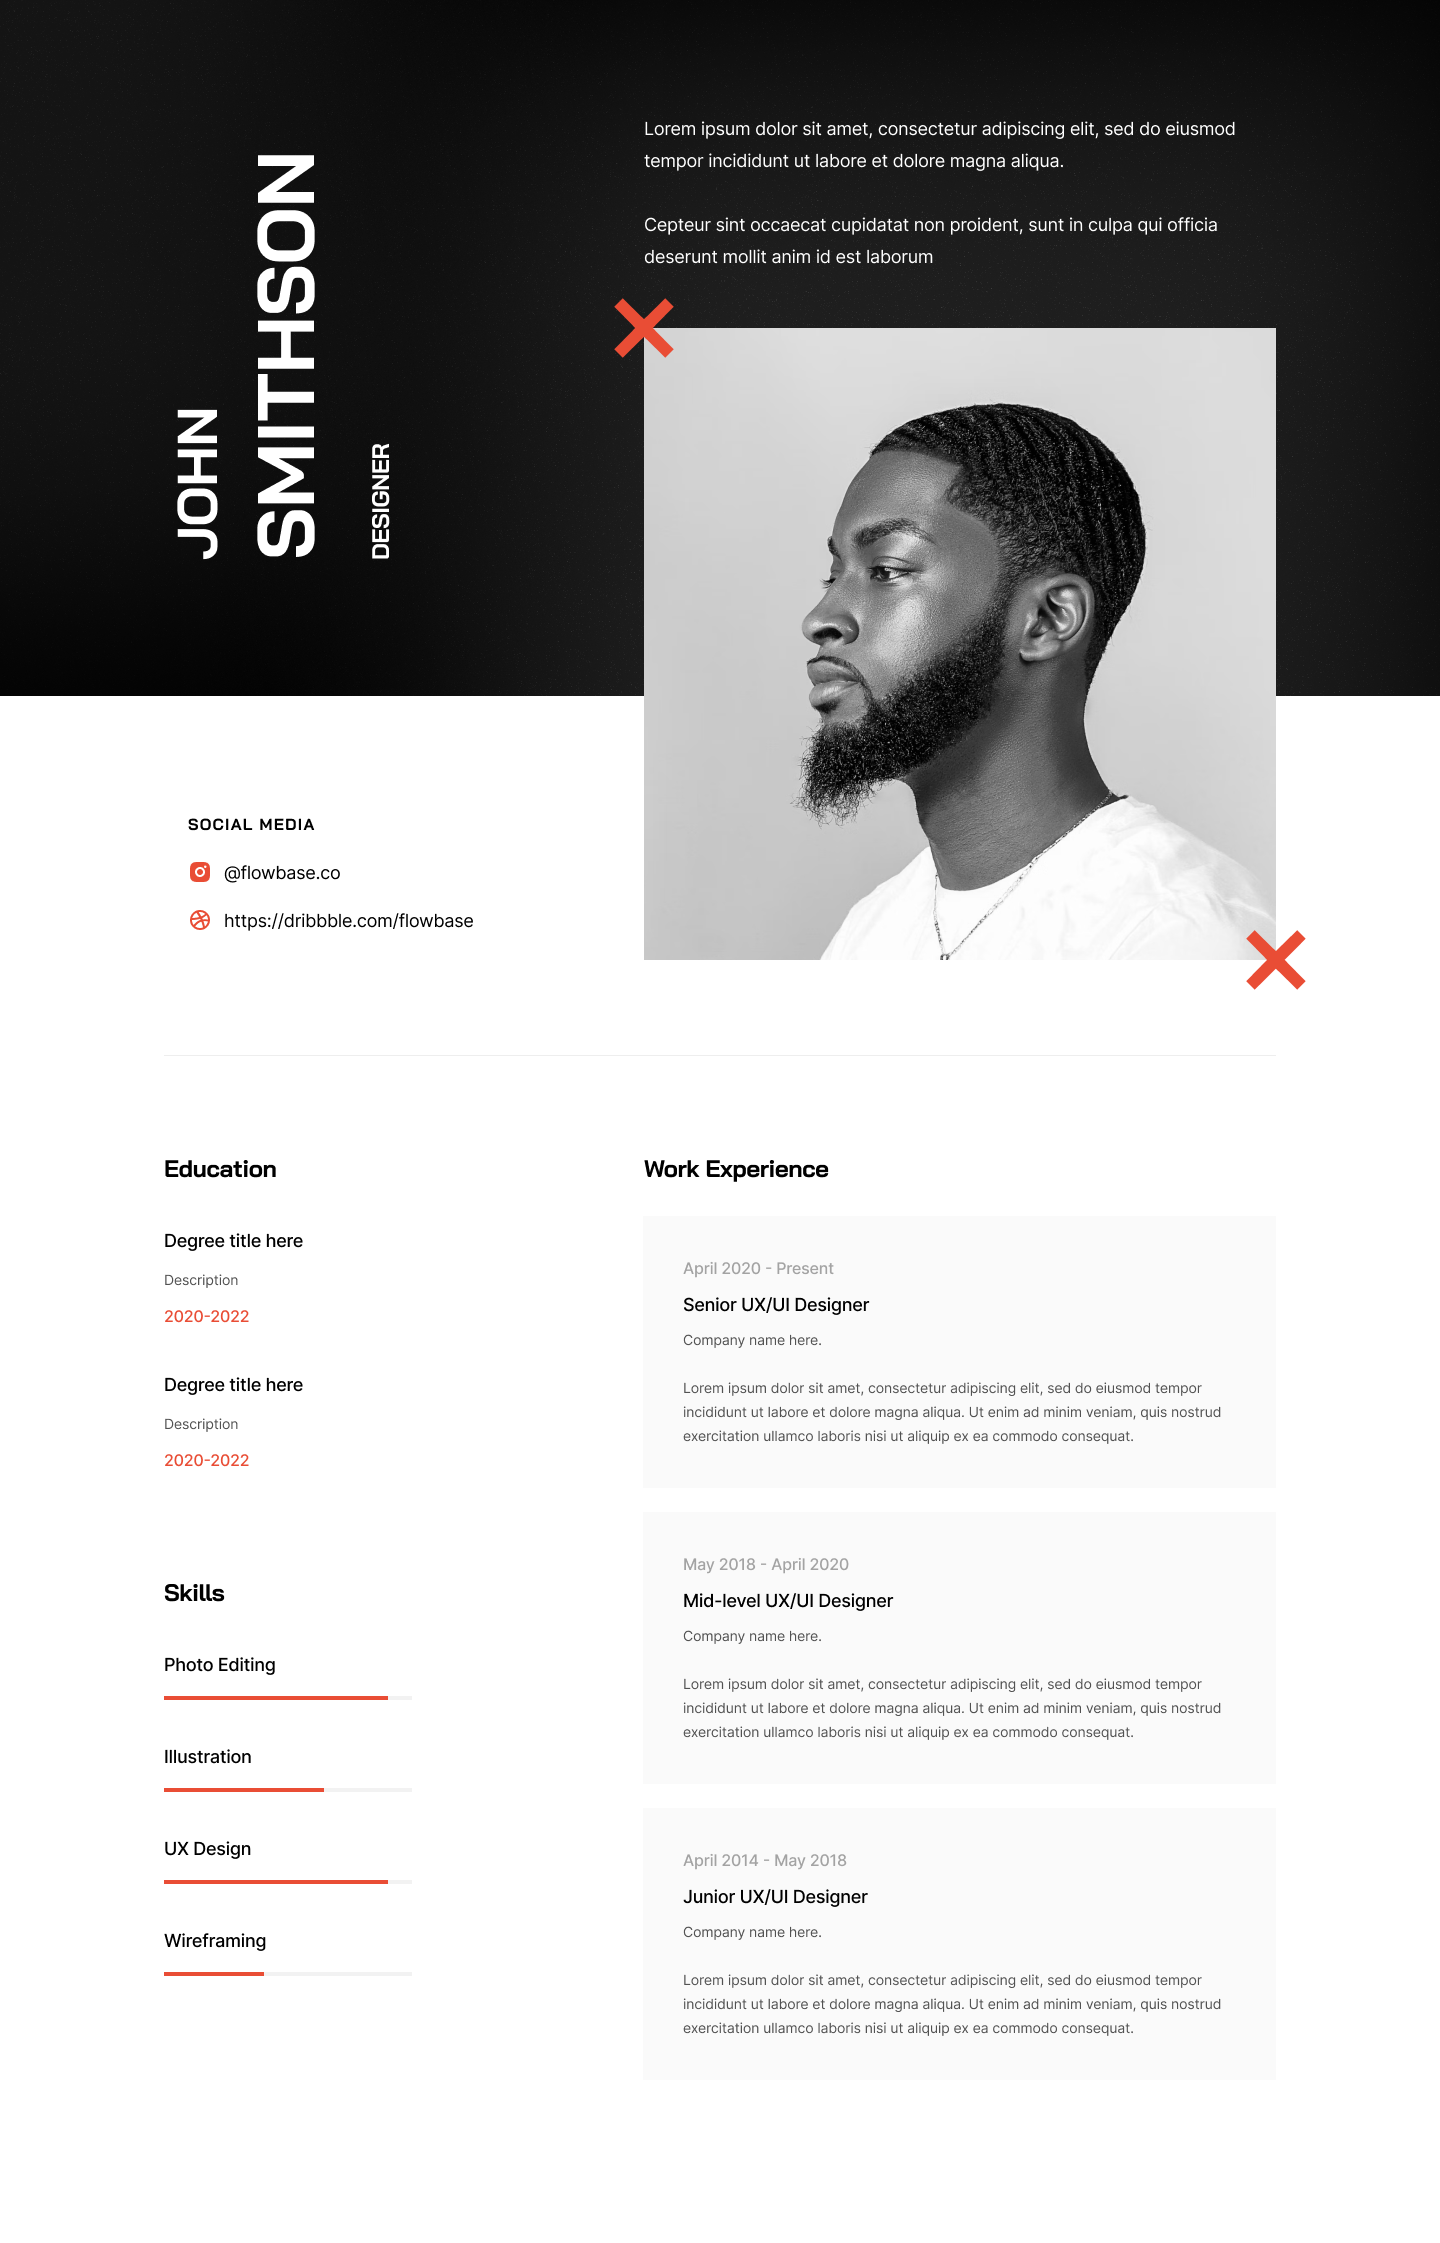 JOHN
SMITHSON
DESIGNER
Lorem ipsum dolor sit amet, consectetur adipiscing elit, sed do eiusmod
tempor incididunt ut labore et dolore magna aliqua.
Cepteur sint occaecat cupidatat non proident, sunt in culpa qui officia
deserunt mollit anim id est laborum
SOCIAL MEDIA
@flowbase.co
https://dribbble.com/flowbase
Education
Degree title here
Description
2020-2022
Degree title here
Description
2020-2022
Skills
Photo Editing
Illustration
UX Design
Wireframing
Work Experience
April 2020 - Present
Senior UX/UI Designer
Company name here.
Lorem ipsum dolor sit amet, consectetur adipiscing elit, sed do eiusmod tempor
incididunt ut labore et dolore magna aliqua. Ut enim ad minim veniam, quis nostrud
exercitation ullamco laboris nisi ut aliquip ex ea commodo consequat.
May 2018 - April 2020
Mid-level UX/UI Designer
Company name here.
Lorem ipsum dolor sit amet, consectetur adipiscing elit, sed do eiusmod tempor
incididunt ut labore et dolore magna aliqua. Ut enim ad minim veniam, quis nostrud
exercitation ullamco laboris nisi ut aliquip ex ea commodo consequat.
April 2014 - May 2018
Junior UX/UI Designer
Company name here.
Lorem ipsum dolor sit amet, consectetur adipiscing elit, sed do eiusmod tempor
incididunt ut labore et dolore magna aliqua. Ut enim ad minim veniam, quis nostrud
exercitation ullamco laboris nisi ut aliquip ex ea commodo consequat.